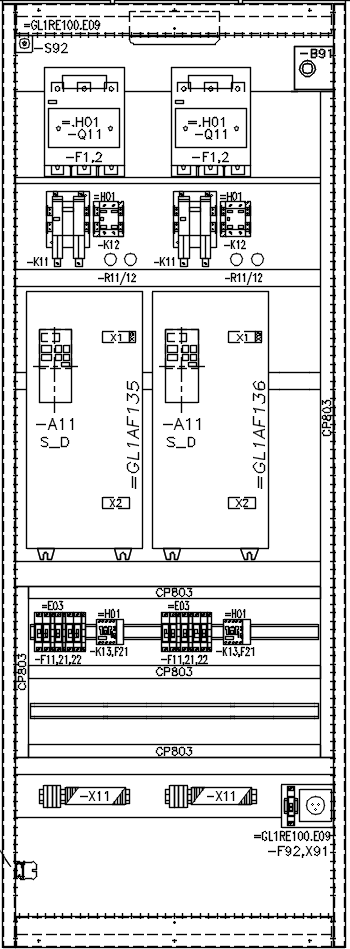 =GL1RE100.E09
-S92
-B91
=.H01
-Q11
=.H01
-Q11
-F1,2
-F1,2
=H01
=H01
-K12
-K12
-K11
-K11
-R11/12
-R11/12
X1
X1
-A11
S_D
-A11
S_D
=GL1AF135
=GL1AF136
CP803
X2
X2
CP803
=E03
=H01
=E03
=H01
-K13,F21
-K13,F21
-F11,21,22
-F11,21,22
CP803
CP803
CP803
-X11
-X11
=GL1RE100.E09
-F92,X91